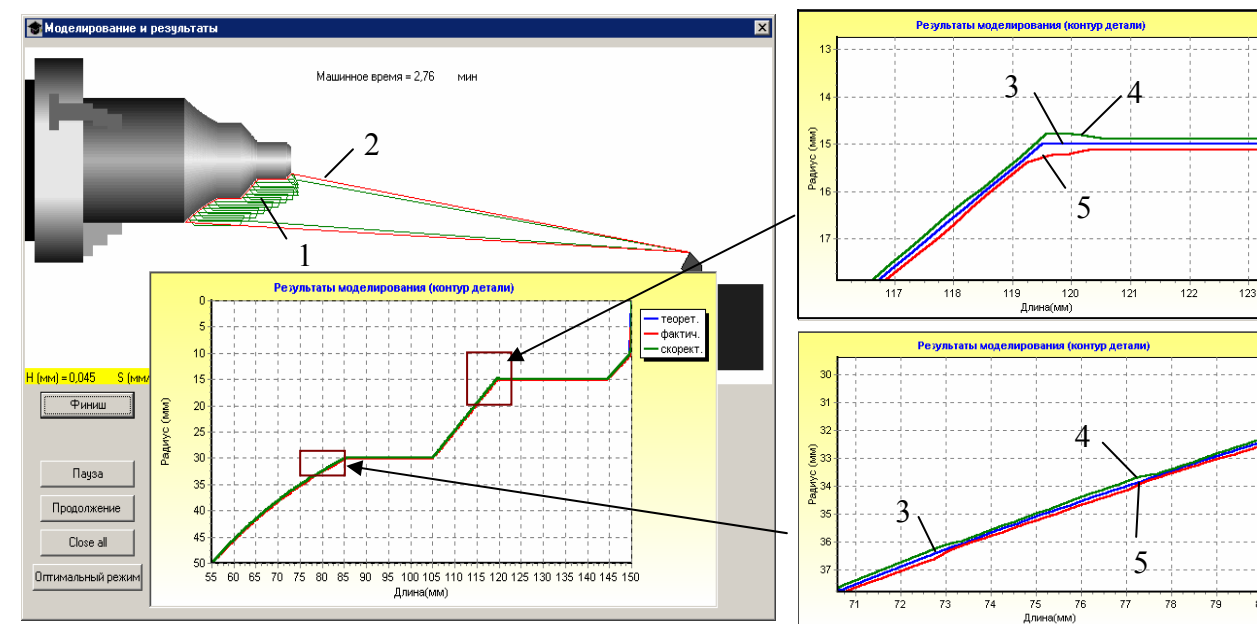 Моделирование и результаты
Машинное время = 2,76 мин
2
1
Результаты моделирования (контур детали)
0
5
10
15
20
25
30
35
40
45
50
Радиус (мм)
55 60 65 70 75 80 85 90 95 100 105 110 115 120 125 130 135 140 145 150
Длина(мм)
теорет.
фактич.
скорект.
H (мм) = 0,045 S (мм/
Финиш
Пауза
Продолжение
Close all
Оптимальный режим
Результаты моделирования (контур детали)
13
14
15
16
17
Радиус (мм)
3
4
5
117 118 119 120 121 122 123
Длина(мм)
Результаты моделирования (контур детали)
30
31
32
33
34
35
36
37
Радиус (мм)
4
3
5
71 72 73 74 75 76 77 78 79
Длина(мм)